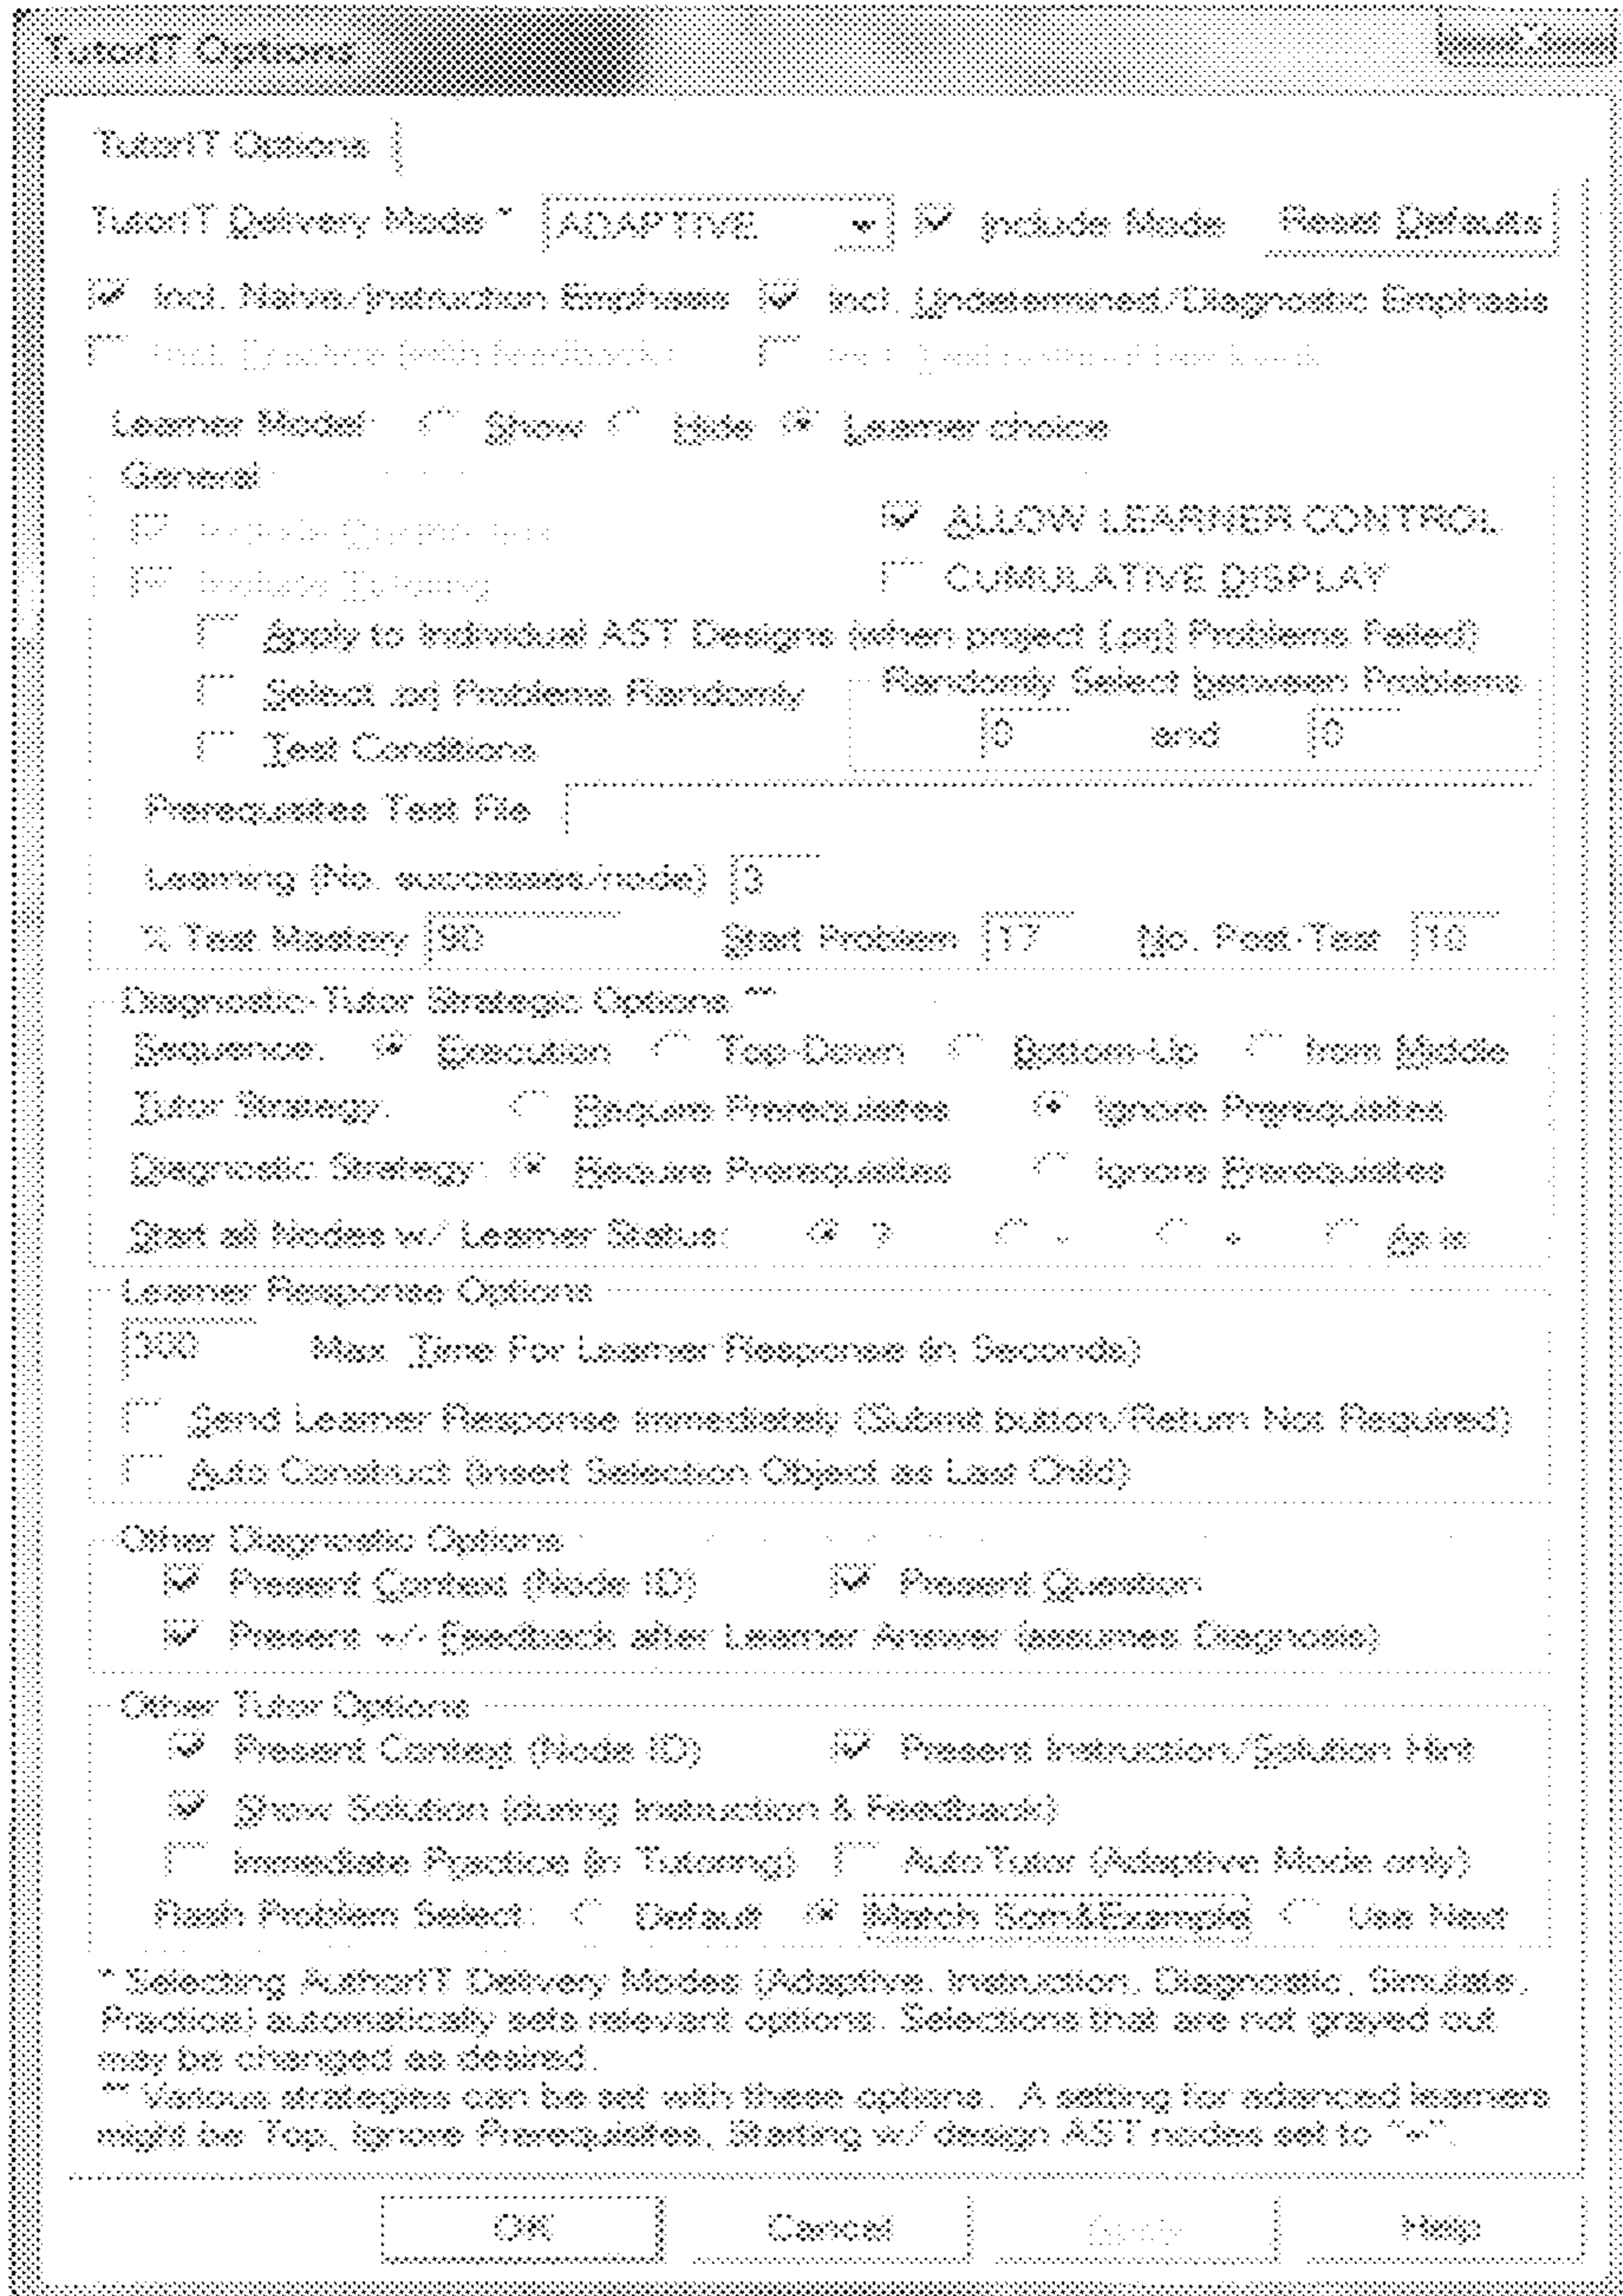 TutorIT Options
TutorIT Options
TutorIT Delivery Mode * ADAPTIVE Include Mode Reset Defaults
Incl. Naive/Instruction Emphasis Incl. Undetermined/Diagnostic Emphasis
Incl. Practice (with feedback)
Learner Model: Show Hide Learner choice
General
ALLOW LEARNER CONTROL
Include Tutoring CUMULATIVE DISPLAY
Apply to Individual AST Designs (when project [.prj] Problems Failed)
Select .prj Problems Randomly Randomly Select between Problems
Test Conditions 0 and 0
Prerequisites Test File
Learning (No. successes/node) 3
% Test Mastery 90 Start Problem 17 No. Post-Test 10
Diagnostic-Tutor Strategic Options **
Sequence: Execution Top-Down Bottom-Up from Middle
Tutor Strategy: Require Prerequisites Ignore Prerequisites
Diagnostic Strategy: Require Prerequisites Ignore Prerequisites
Start all Nodes w/ Learner Status: ? - + As is
Learner Response Options
300 Max Time For Learner Response (in Seconds)
Send Learner Response Immediately (Submit button/Return Not Required)
Auto Construct (Insert Selection Object as Last Child)
Other Diagnostic Options
Present Context (Node ID) Present Question
Present +/- Feedback after Learner Answer (assumes Diagnosis)
Other Tutor Options
Present Context (Node ID) Present Instruction/Solution Hint
Show Solution (during Instruction & Feedback)
Immediate Practice (in Tutoring) AutoTutor (Adaptive Mode only)
Flash Problem Select: Default Match Sem&Example Use Next
* Selecting AuthorIT Delivery Modes (Adaptive, Instruction, Diagnostic, Simulate,
Practice) automatically sets relevant options. Selections that are not grayed out
may be changed as desired.
** Various strategies can be set with these options. A setting for adanced learners
might be Top, Ignore Prerequisites, Starting w/ design AST nodes set to "+".
OK Cancel Apply Help